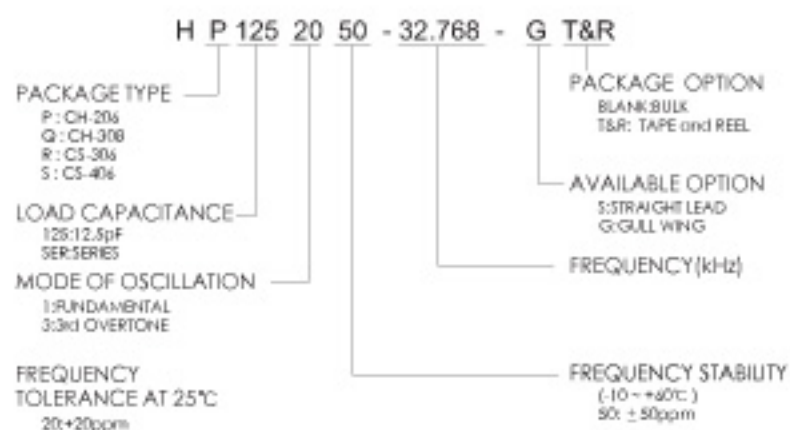 H P 125 20 50 - 32.768 - G T&R
PACKAGE TYPE
P : CH-206
Q : CH-308
R : CS-306
S : CS-406
LOAD CAPACITANCE
125:12.5pF
SER:SERIES
MODE OF OSCILLATION
1:FUNDAMENTAL
3:3rd OVERTONE
FREQUENCY
TOLERANCE AT 25℃
20:+20ppm
PACKAGE OPTION
BLANK:BULK
T&R: TAPE and REEL
AVAILABLE OPTION
S:STRAIGHT LEAD
G:GULL WING
FREQUENCY(kHz)
FREQUENCY STABILITY
(-10 ~ +60℃ )
50: ± 50ppm